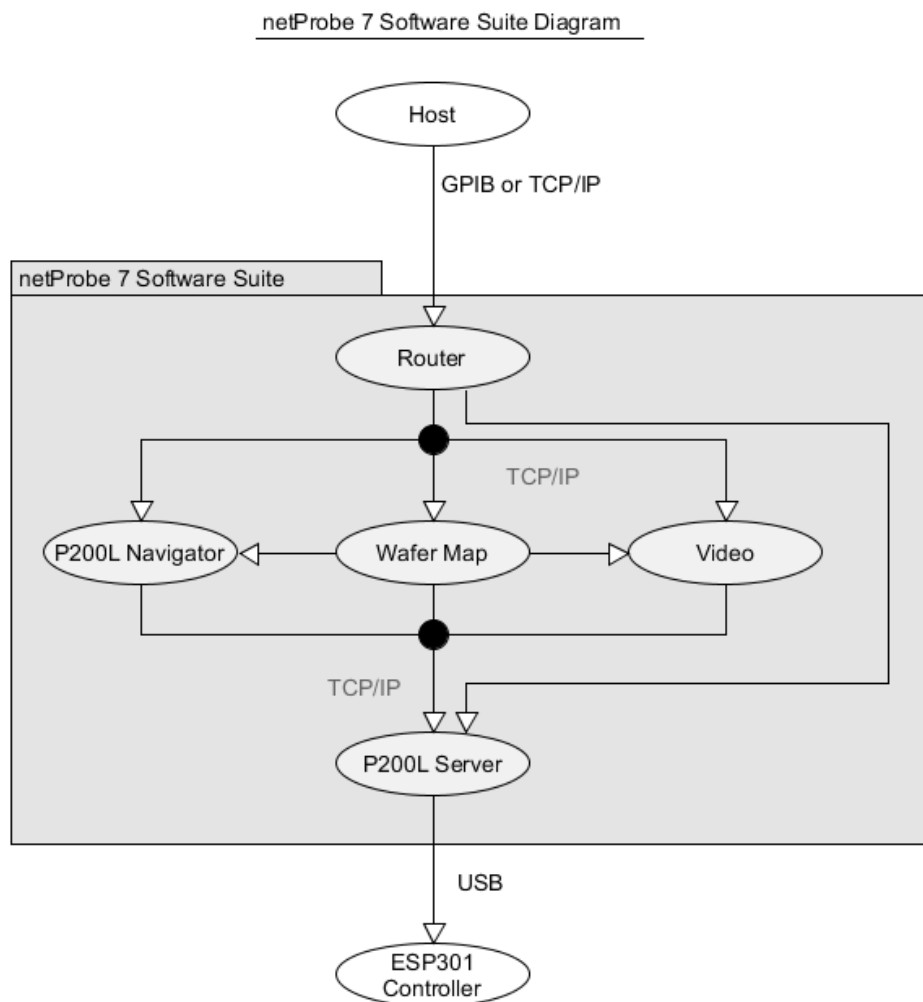 netProbe 7 Software Suite Diagram
Host
GPIB or TCP/IP
netProbe 7 Software Suite
Router
TCP/IP
P200L Navigator
Wafer Map
Video
TCP/IP
P200L Server
USB
ESP301
Controller